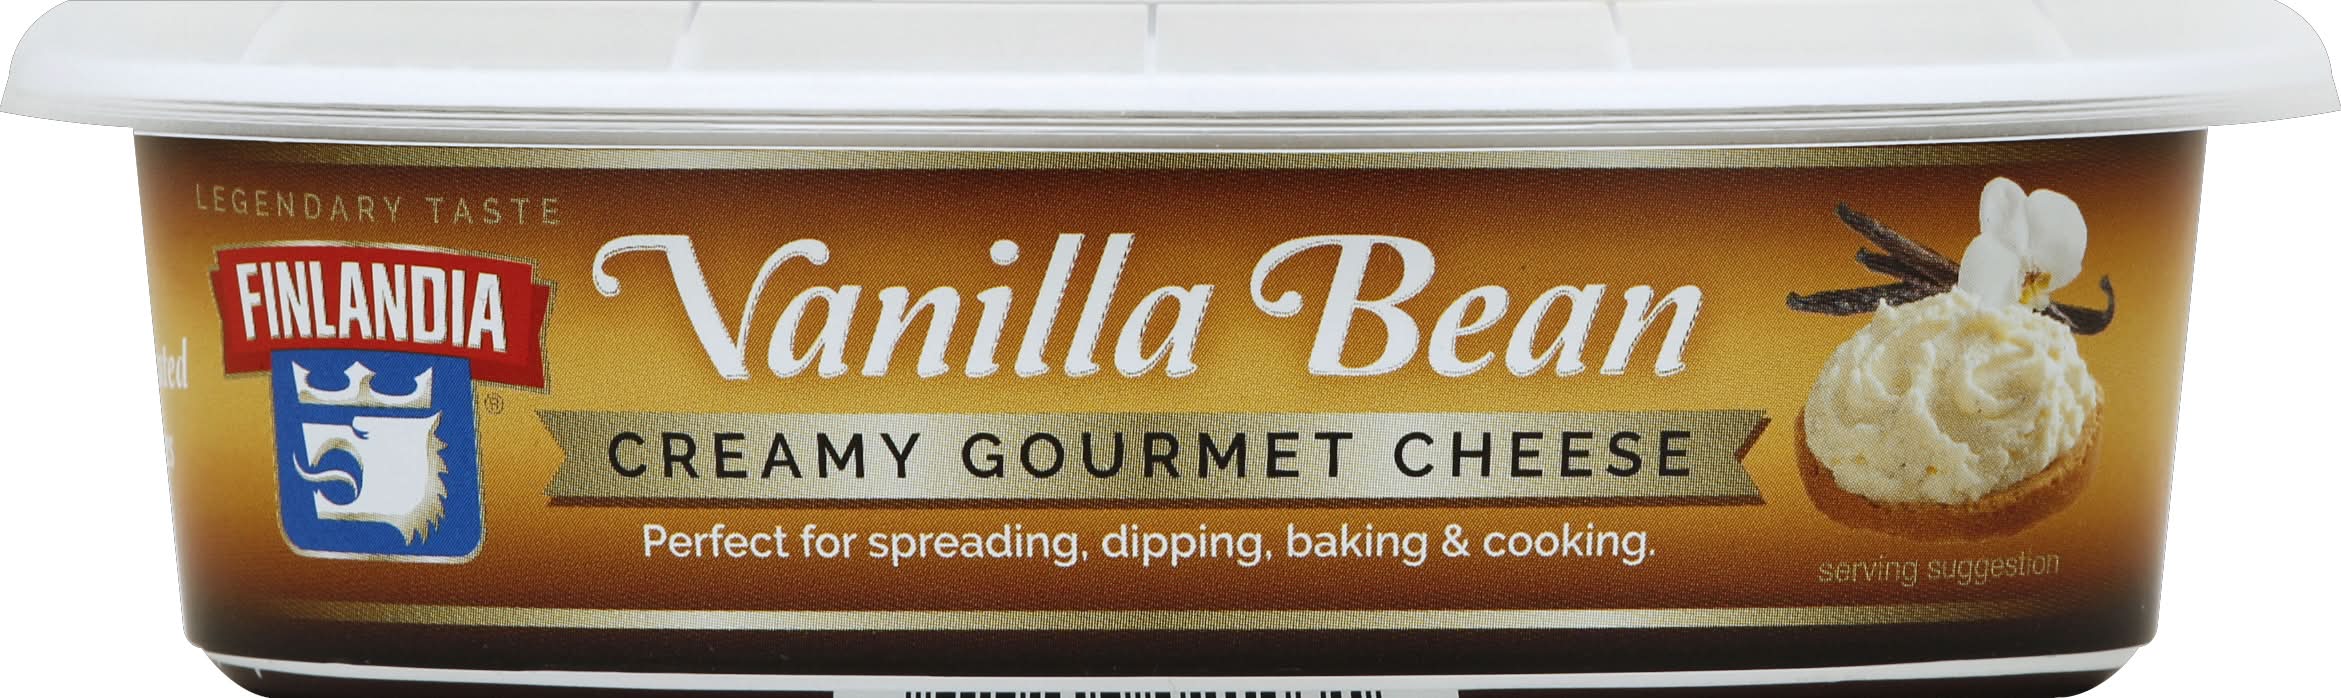 LEGENDARY TASTE
FINLANDIA
®
Vanilla Bean
CREAMY GOURMET CHEESE
Perfect for spreading, dipping, baking & cooking.
serving suggestion